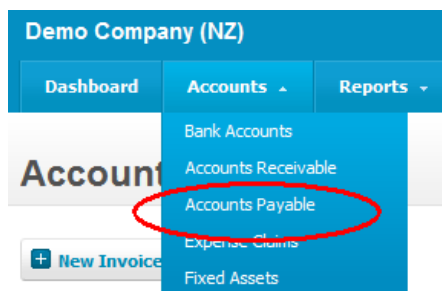 Demo Company (NZ)
Dashboard Accounts Reports
Bank Accounts
Account
Accounts Receivable
Accounts Payable
Expense Claims
New Invoice
Fixed Assets